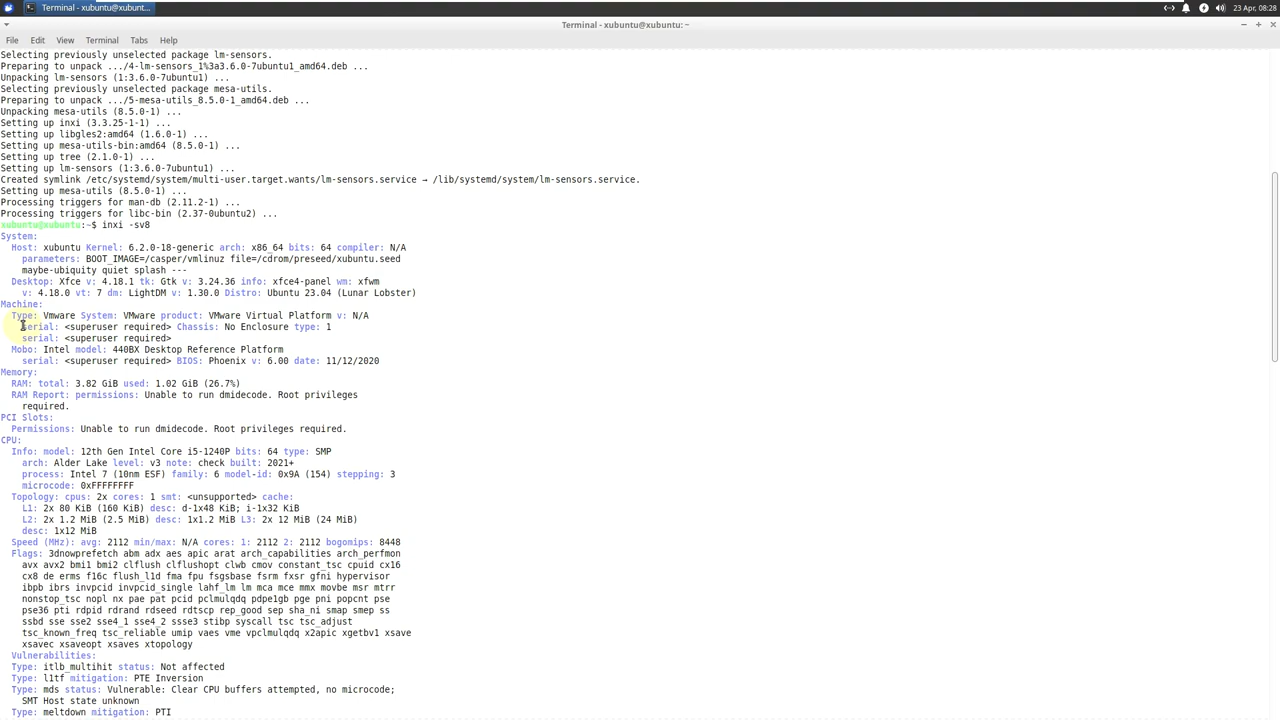 Terminal - xubuntu@xubunt...
23 Apr, 08:28
Terminal - xubuntu@xubuntu: ~
File Edit View Terminal Tabs Help
Selecting previously unselected package lm-sensors.
Preparing to unpack .../4-lm-sensors_1%3a3.6.0-7ubuntu1_amd64.deb ...
Unpacking lm-sensors (1:3.6.0-7ubuntu1) ...
Selecting previously unselected package mesa-utils.
Preparing to unpack .../5-mesa-utils_8.5.0-1_amd64.deb ...
Unpacking mesa-utils (8.5.0-1) ...
Setting up inxi (3.3.25-1-1) ...
Setting up libgles2:amd64 (1.6.0-1) ...
Setting up mesa-utils-bin:amd64 (8.5.0-1) ...
Setting up tree (2.1.0-1) ...
Setting up lm-sensors (1:3.6.0-7ubuntu1) ...
Created symlink /etc/systemd/system/multi-user.target.wants/lm-sensors.service → /lib/systemd/system/lm-sensors.service.
Setting up mesa-utils (8.5.0-1) ...
Processing triggers for man-db (2.11.2-1) ...
Processing triggers for libc-bin (2.37-0ubuntu2) ...
xubuntu@xubuntu:~$ inxi -sv8
System:
Host: xubuntu Kernel: 6.2.0-18-generic arch: x86_64 bits: 64 compiler: N/A
parameters: BOOT_IMAGE=/casper/vmlinuz file=/cdrom/preseed/xubuntu.seed
maybe-ubiquity quiet splash ---
Desktop: Xfce v: 4.18.1 tk: Gtk v: 3.24.36 info: xfce4-panel wm: xfwm
v: 4.18.0 vt: 7 dm: LightDM v: 1.30.0 Distro: Ubuntu 23.04 (Lunar Lobster)
Machine:
Type: Vmware System: VMware product: VMware Virtual Platform v: N/A
serial: <superuser required> Chassis: No Enclosure type: 1
serial: <superuser required>
Mobo: Intel model: 440BX Desktop Reference Platform
serial: <superuser required> BIOS: Phoenix v: 6.00 date: 11/12/2020
Memory:
RAM: total: 3.82 GiB used: 1.02 GiB (26.7%)
RAM Report: permissions: Unable to run dmidecode. Root privileges
required.
PCI Slots:
Permissions: Unable to run dmidecode. Root privileges required.
CPU:
Info: model: 12th Gen Intel Core i5-1240P bits: 64 type: SMP
arch: Alder Lake level: v3 note: check built: 2021+
process: Intel 7 (10nm ESF) family: 6 model-id: 0x9A (154) stepping: 3
microcode: 0xFFFFFFFF
Topology: cpus: 2x cores: 1 smt: <unsupported> cache:
L1: 2x 80 KiB (160 KiB) desc: d-1x48 KiB; i-1x32 KiB
L2: 2x 1.2 MiB (2.5 MiB) desc: 1x1.2 MiB L3: 2x 12 MiB (24 MiB)
desc: 1x12 MiB
Speed (MHz): avg: 2112 min/max: N/A cores: 1: 2112 2: 2112 bogomips: 8448
Flags: 3dnowprefetch abm adx aes apic arat arch_capabilities arch_perfmon
avx avx2 bmi1 bmi2 clflush clflushopt clwb cmov constant_tsc cpuid cx16
cx8 de erms f16c flush_l1d fma fpu fsgsbase fsrm fxsr gfni hypervisor
ibpb ibrs invpcid invpcid_single lahf_lm lm mca mce mmx movbe msr mtrr
nonstop_tsc nopl nx pae pat pcid pclmulqdq pdpe1gb pge pni popcnt pse
pse36 pti rdpid rdrand rdseed rdtscp rep_good sep sha_ni smap smep ss
ssbd sse sse2 sse4_1 sse4_2 ssse3 stibp syscall tsc tsc_adjust
tsc_known_freq tsc_reliable umip vaes vme vpclmulqdq x2apic xgetbv1 xsave
xsavec xsaveopt xsaves xtopology
Vulnerabilities:
Type: itlb_multihit status: Not affected
Type: l1tf mitigation: PTE Inversion
Type: mds status: Vulnerable: Clear CPU buffers attempted, no microcode;
SMT Host state unknown
Type: meltdown mitigation: PTI